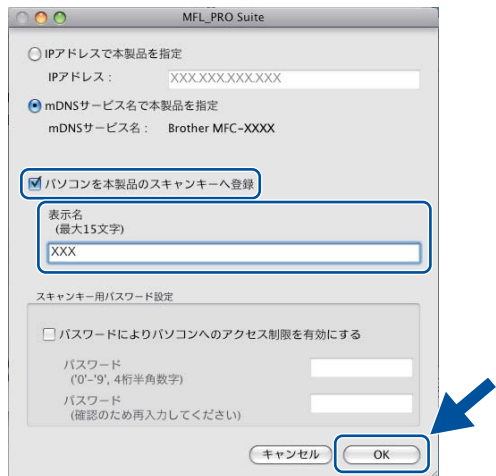 MFL_PRO Suite
IPアドレスで本製品を指定
IPアドレス : XXX.XXX.XXX.XXX
mDNSサービス名で本製品を指定
mDNSサービス名 : Brother MFC-XXXX
パソコンを本製品のスキャンキーへ登録
表示名
(最大15文字)
XXX
スキャンキー用パスワード設定
パスワードによりパソコンへのアクセス制限を有効にする
パスワード
('0'-'9', 4桁半角数字)
パスワード
(確認のため再入力してください)
キャンセル OK